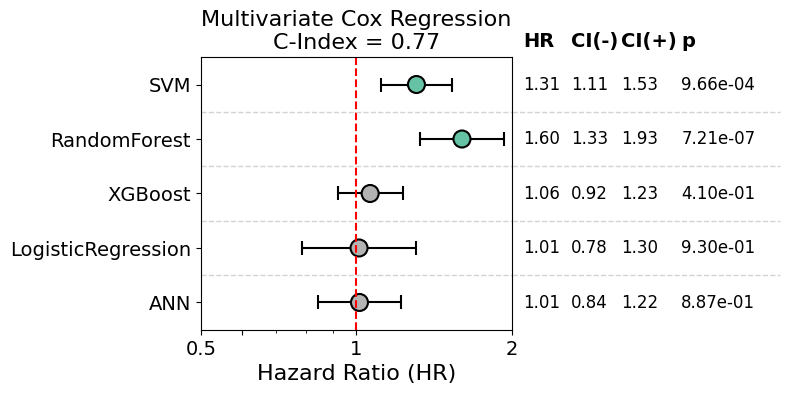 Multivariate Cox Regression
C-Index = 0.77
HR CI(-) CI(+) p
SVM 1.31 1.11 1.53 9.66e-04
RandomForest 1.60 1.33 1.93 7.21e-07
XGBoost 1.06 0.92 1.23 4.10e-01
LogisticRegression 1.01 0.78 1.30 9.30e-01
ANN 1.01 0.84 1.22 8.87e-01
0.5 1 2
Hazard Ratio (HR)